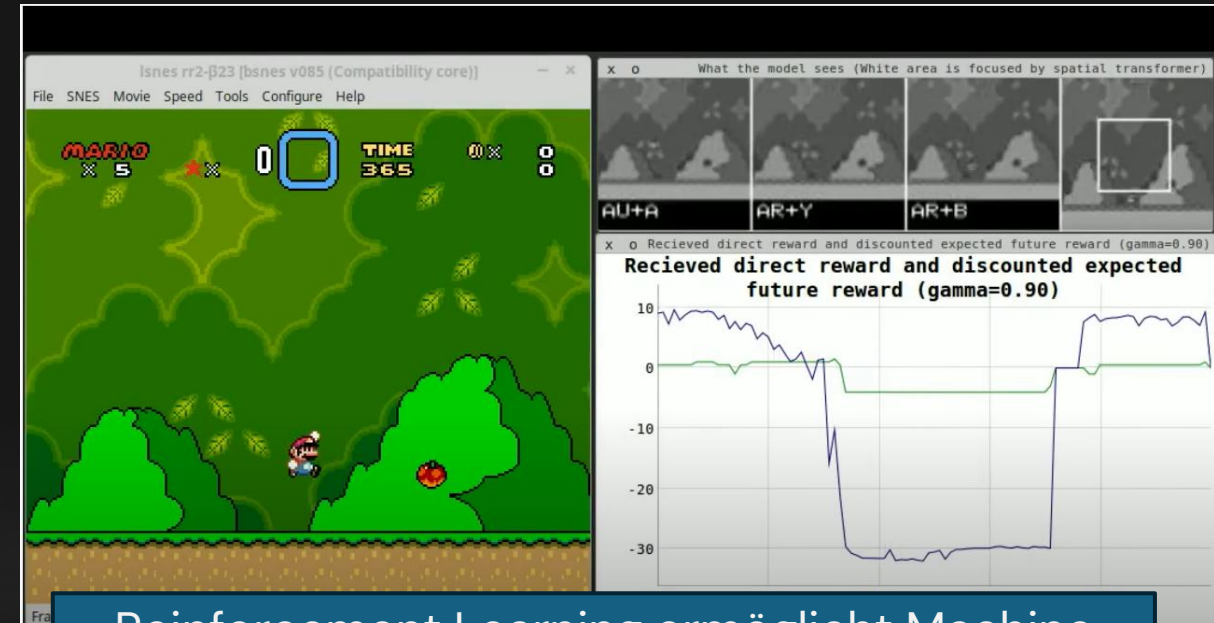 lsnes rr2-β23 [bsnes v085 (Compatibility core)]
File SNES Movie Speed Tools Configure Help
MARIO
x 5
x
0
TIME
365
x
0
0
x o What the model sees (White area is focused by spatial transformer)
AU+A
AR+Y
AR+B
x o Recieved direct reward and discounted expected future reward (gamma=0.90)
Recieved direct reward and discounted expected
future reward (gamma=0.90)
10
0
-10
-20
-30
Fra
Reinforcement Learning ermöglicht Maschine